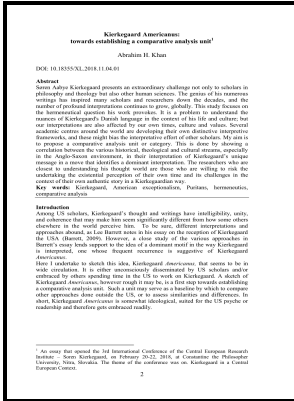 Kierkegaard Americanus:
towards establishing a comparative analysis unit¹
Abrahim H. Khan
DOI: 10.18355/XL.2018.11.04.01
Abstract
Søren Aabye Kierkegaard presents an extraordinary challenge not only to scholars in
philosophy and theology but also other human sciences. The genius of his numerous
writings has inspired many scholars and researchers down the decades, and the
number of profound interpretations continues to grow, globally. This study focuses on
the hermeneutical question his work provokes. It is a problem to understand the
nuances of Kierkegaard's Danish language in the context of his life and culture; but
our interpretations are also affected by our own times, culture and values. Several
academic centres around the world are developing their own distinctive interpretive
frameworks, and these might bias the interpretative effort of other scholars. My aim is
to propose a comparative analysis unit or category. This is done by showing a
correlation between the various historical, theological and cultural streams, especially
in the Anglo-Saxon environment, in their interpretation of Kierkegaard's unique
message in a move that identifies a dominant interpretation. The researchers who are
closest to understanding his thought are those who are willing to risk the
undertaking of the existential perception of their own time and its challenges in the
context of their own authentic story in a Kierkegaardian way.
Key words: Kierkegaard, American exceptionalism, Puritans, hermeneutics,
comparative analysis
Introduction
Among US scholars, Kierkegaard's thought and writings have intelligibility, unity,
and coherence that may make him seem significantly different from how some others
elsewhere in the world perceive him. To be sure, different interpretations and
approaches abound, as Lee Barrett notes in his essay on the reception of Kierkegaard
the USA (Barrett, 2009). However, a close study of the various approaches in
Barrett's essay lends support to the idea of a dominant motif in the way Kierkegaard
is interpreted, one whose frequent recurrence is suggestive of Kierkegaard
Americanus.
Here I undertake to sketch this idea, Kierkegaard Americanus, that seems to be in
wide circulation. It is either unconsciously disseminated by US scholars and/or
embraced by others spending time in the US to work on Kierkegaard. A sketch of
Kierkegaard Americanus, however rough it may be, is a first step towards establishing
a comparative analysis unit. Such a unit may serve as a baseline by which to compare
other approaches done outside the US, or to assess similarities and differences. In
short, Kierkegaard Americanus is somewhat ideological, suited for the US psyche or
readership and therefore gets embraced readily.
¹ An essay that opened the 3rd International Conference of the Central European Research
Institute – Søren Kierkegaard, on February 20-22, 2018, at Constantine the Philosopher
University, Nitra, Slovakia. The theme of the conference was on. Kierkegaard in a Central
European Context.
2